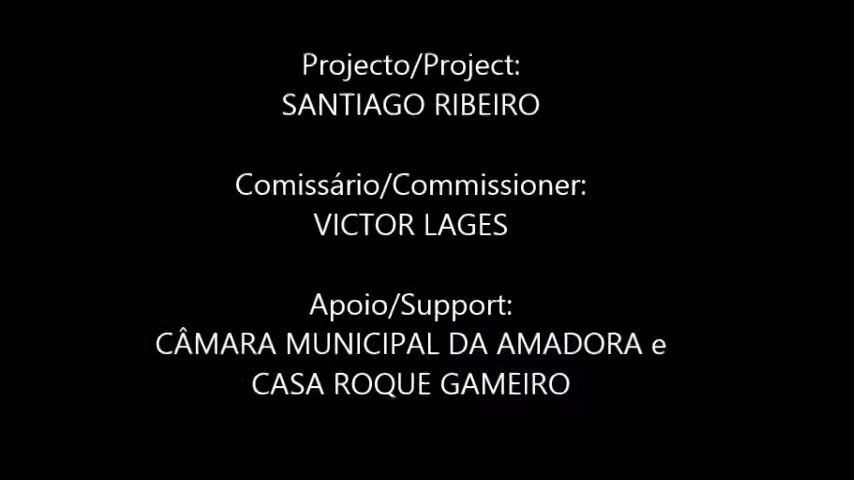 Projecto/Project:
SANTIAGO RIBEIRO
Comissário/Commissioner:
VICTOR LAGES
Apoio/Support:
CÂMARA MUNICIPAL DA AMADORA e
CASA ROQUE GAMEIRO